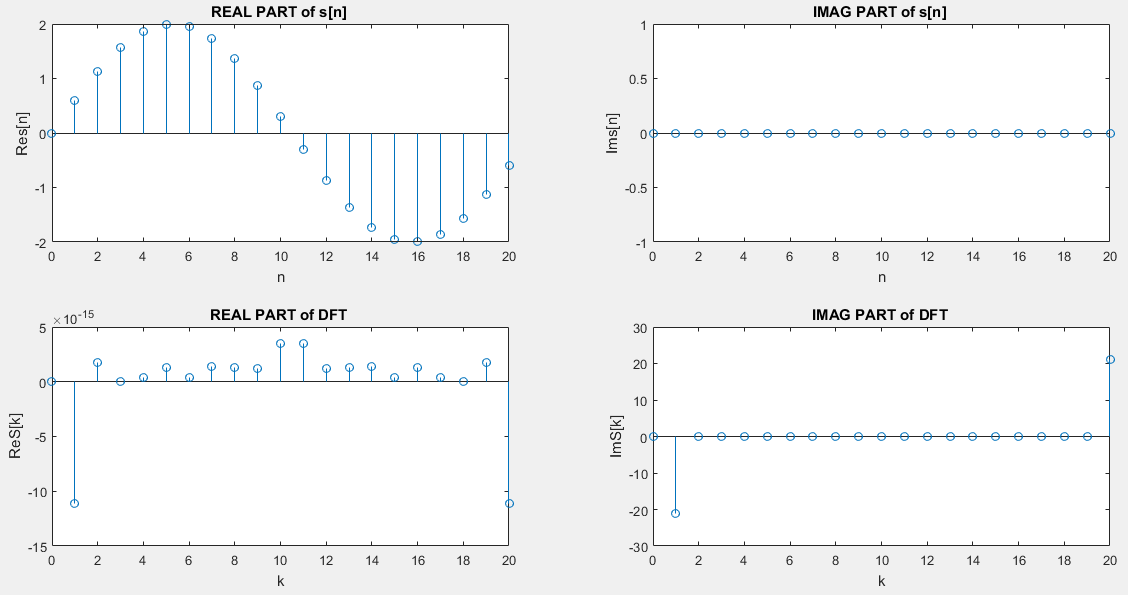 REAL PART of s[n]
2
1
0
-1
-2
Res[n]
0 2 4 6 8 10 12 14 16 18 20
n
IMAG PART of s[n]
1
0.5
0
-0.5
-1
Ims[n]
0 2 4 6 8 10 12 14 16 18 20
n
REAL PART of DFT
×10⁻¹⁵
5
0
-5
-10
-15
ReS[k]
0 2 4 6 8 10 12 14 16 18 20
k
IMAG PART of DFT
30
20
10
0
-10
-20
-30
ImS[k]
0 2 4 6 8 10 12 14 16 18 20
k